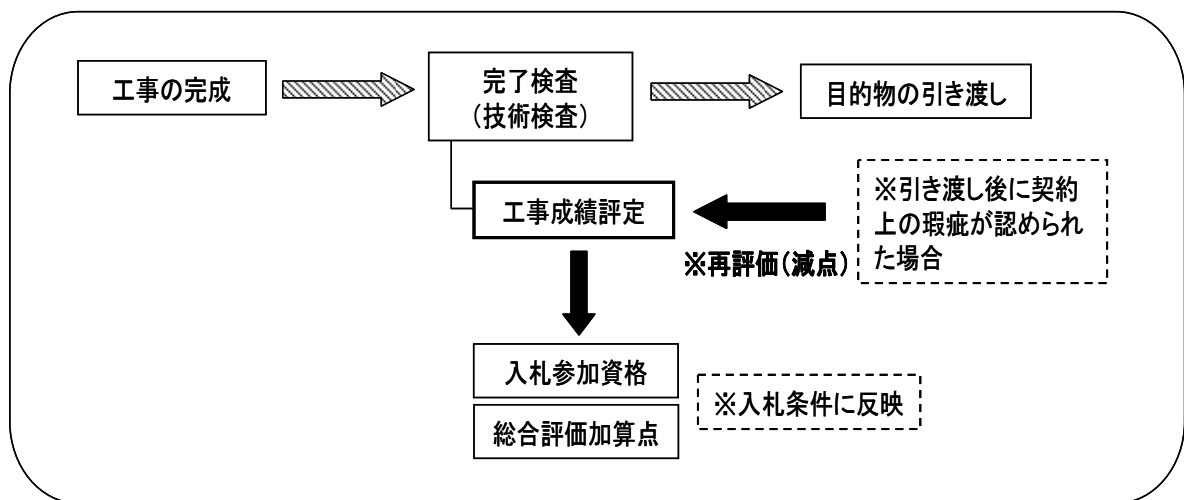 工事の完成
完了検査
（技術検査）
目的物の引き渡し
※引き渡し後に契約
上の瑕疵が認められ
た場合
工事成績評定
※再評価（減点）
入札参加資格
※入札条件に反映
総合評価加算点